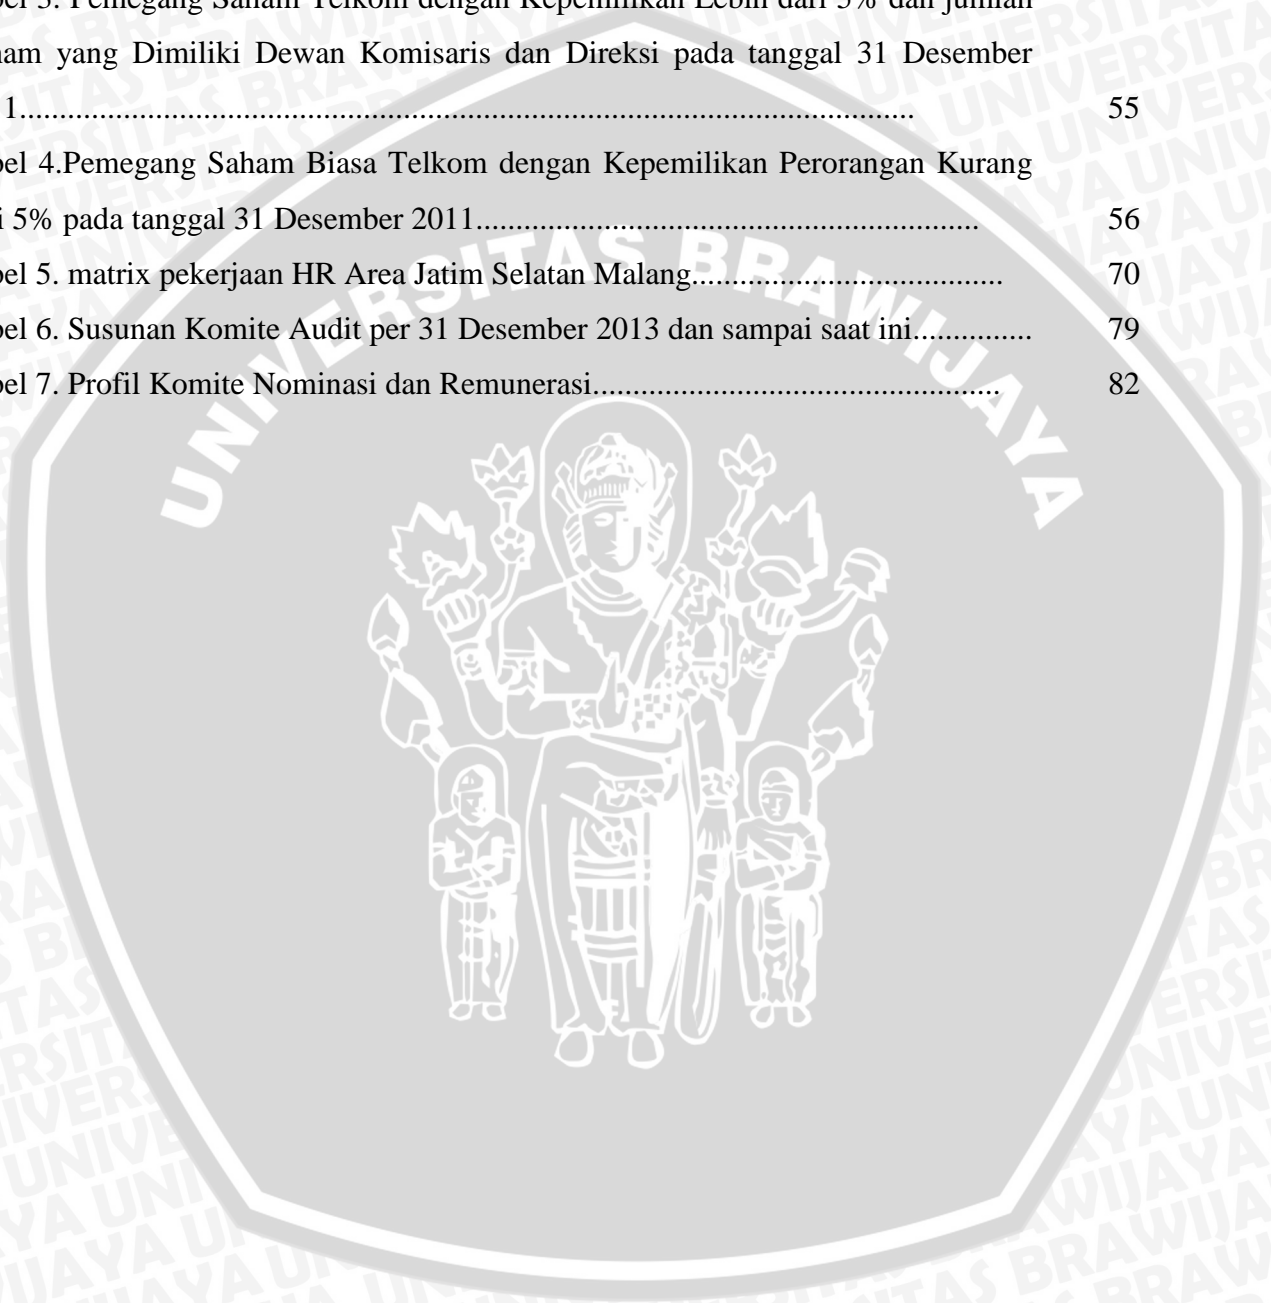 bel 3. Pemegang Saham Telkom dengan Kepemilikan Lebih dari 5% dan jumlah
ham yang Dimiliki Dewan Komisaris dan Direksi pada tanggal 31 Desember
1................................................................................................................ 55
bel 4.Pemegang Saham Biasa Telkom dengan Kepemilikan Perorangan Kurang
i 5% pada tanggal 31 Desember 2011.............................................................. 56
bel 5. matrix pekerjaan HR Area Jatim Selatan Malang....................................... 70
bel 6. Susunan Komite Audit per 31 Desember 2013 dan sampai saat ini............... 79
bel 7. Profil Komite Nominasi dan Remunerasi................................................... 82
UNIVERSITAS BRAWIJAYA